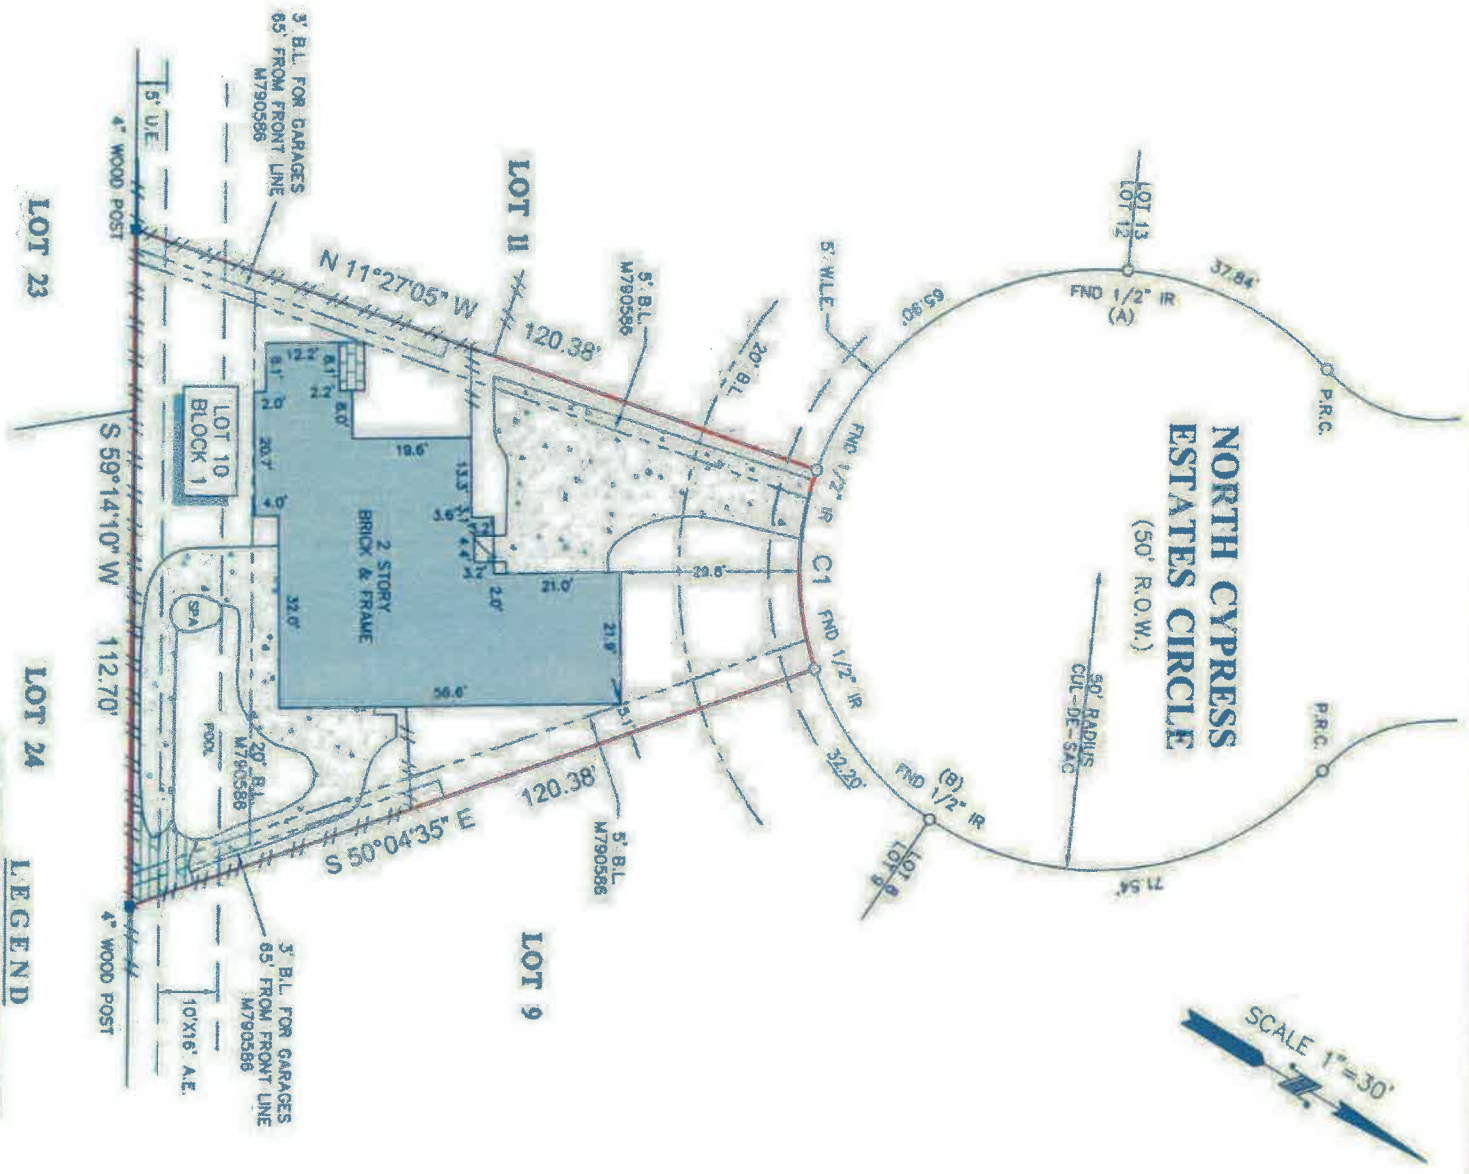 NORTH CYPRESS
ESTATES CIRCLE
(50' R.O.W.)
50' RADIUS
CUL-DE-SAC
P.R.C.
P.R.C.
37.84'
LOT 13
LOT 12
FND 1/2" IR
(A)
65.90'
71.54'
(B)
FND 1/2" IR
LOT 8
LOT 9
32.20'
5' W.L.E.
FND 1/2" IR
C1
FND 1/2" IR
20' B.L.
5' B.L.
M790586
29.8'
LOT 11
N 11°27'05" W
120.38'
3' B.L. FOR GARAGES
65' FROM FRONT LINE
M790586
5' U.E.
4" WOOD POST
LOT 23
12.2'
8.1'
2.2'
8.0'
9.1'
2.0'
20.7'
4.0'
19.6'
13.3'
3.6'
4.4'
2.0'
21.0'
21.9'
56.6'
32.0'
2 STORY
BRICK & FRAME
LOT 10
BLOCK 1
S 59°14'10" W
112.70'
SPA
POOL
20' B.L.
M790586
5' B.L.
M790586
120.38'
S 50°04'35" E
LOT 9
3' B.L. FOR GARAGES
65' FROM FRONT LINE
M790586
10'X16' A.E.
4" WOOD POST
LOT 24
LEGEND
SCALE 1"=30'